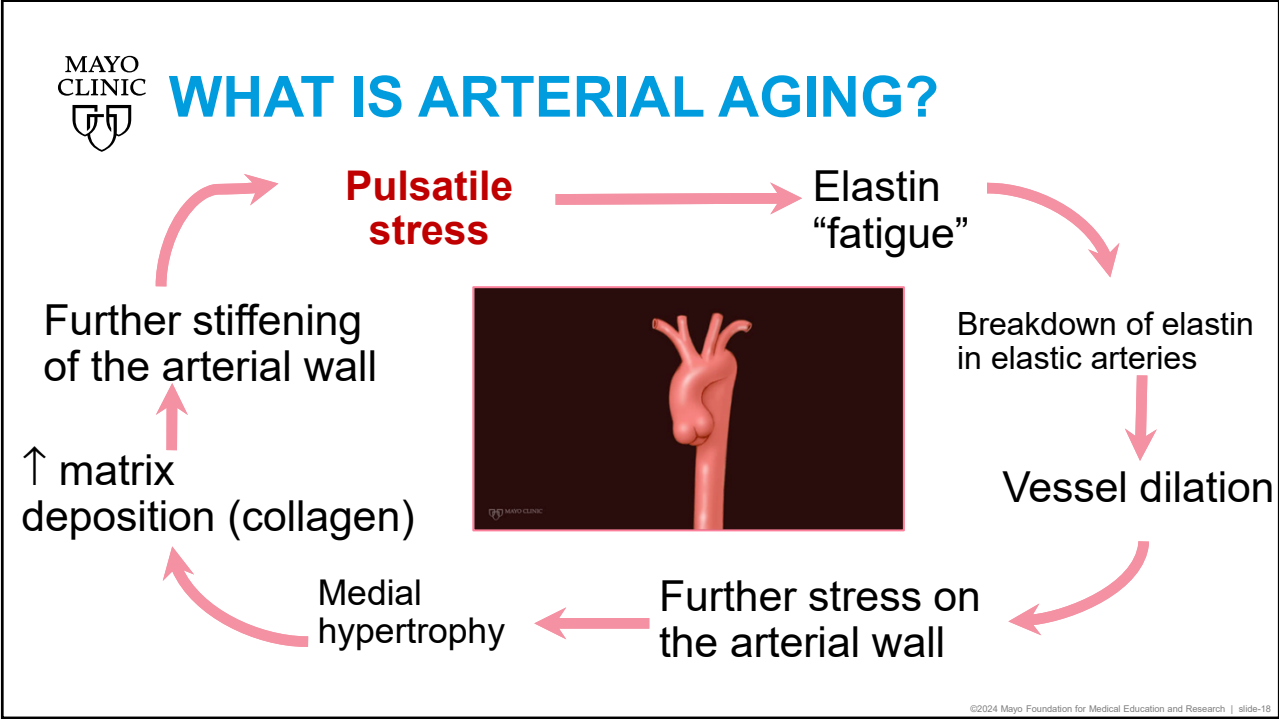 MAYO
CLINIC
WHAT IS ARTERIAL AGING?
Pulsatile
stress
Elastin
“fatigue”
Breakdown of elastin
in elastic arteries
Vessel dilation
Further stress on
the arterial wall
Medial
hypertrophy
↑ matrix
deposition (collagen)
Further stiffening
of the arterial wall
MAYO CLINIC
©2024 Mayo Foundation for Medical Education and Research | slide-18